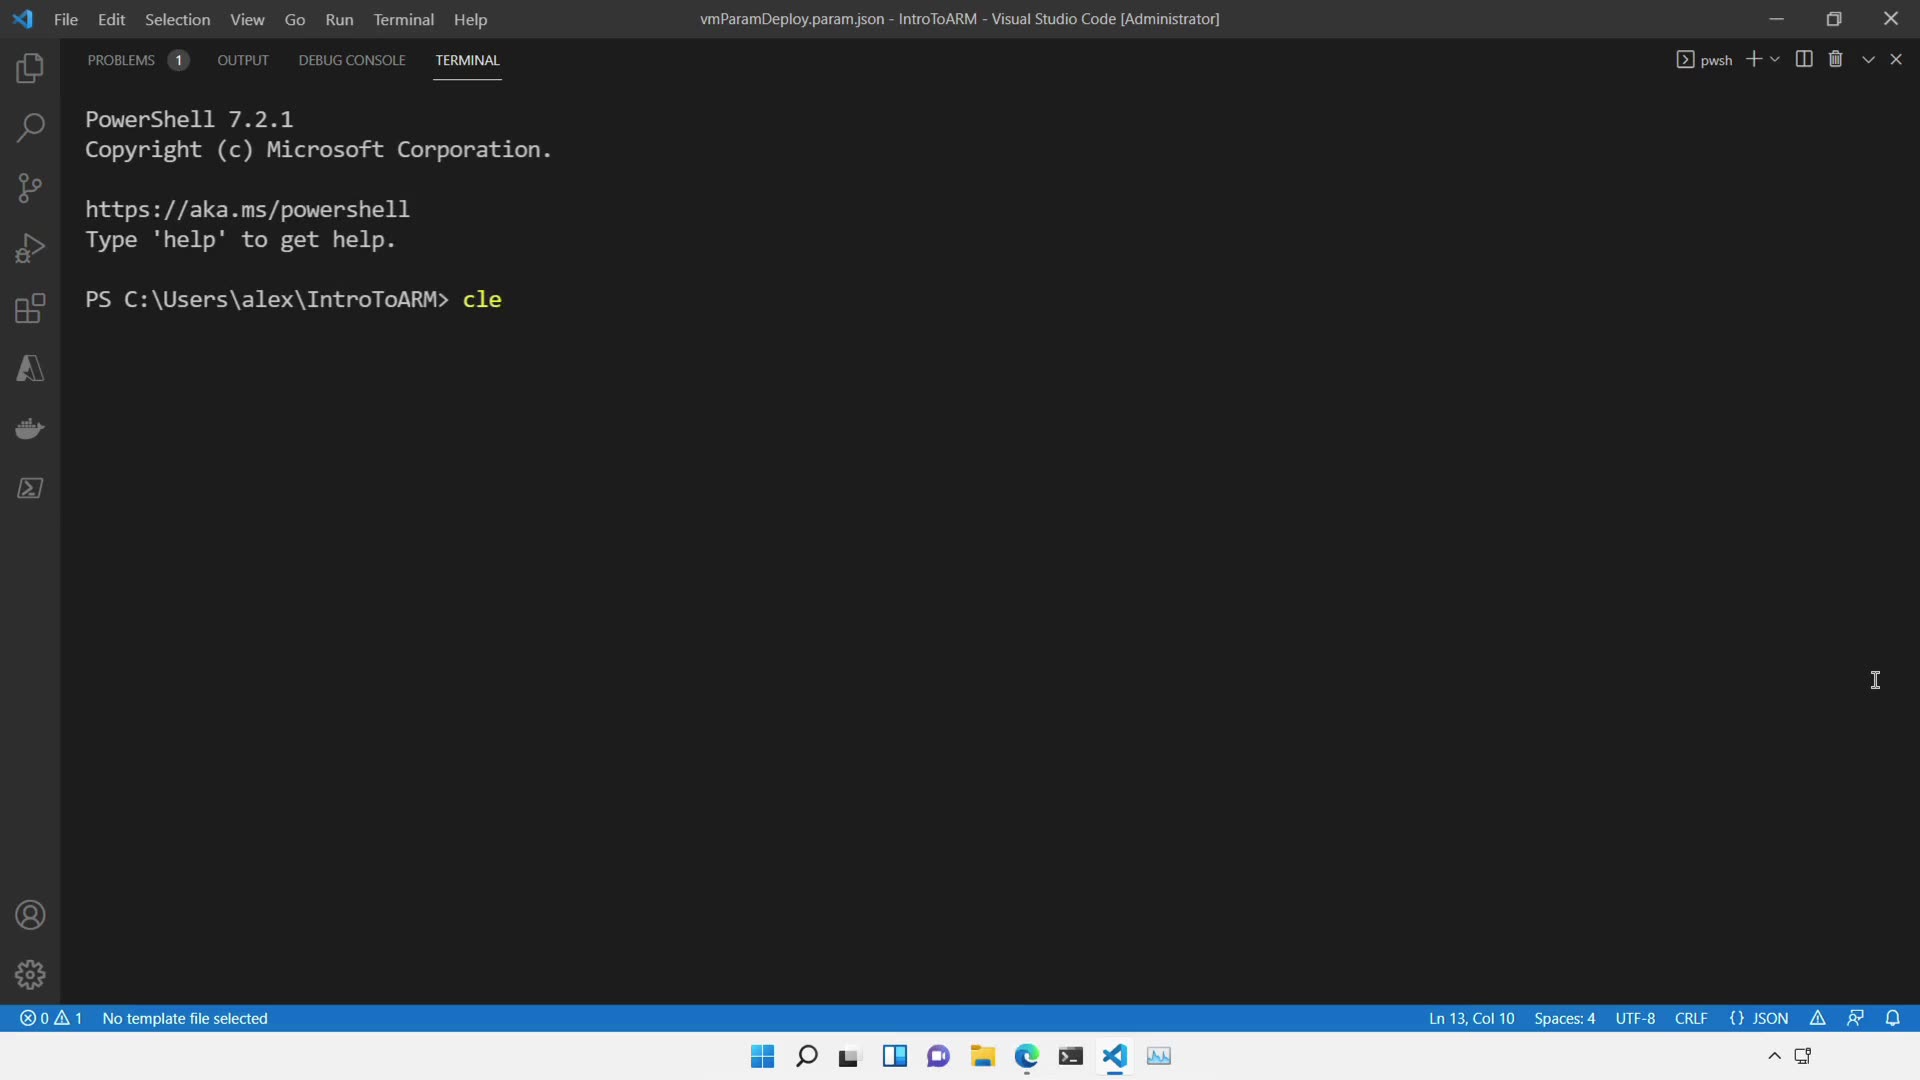 File Edit Selection View Go Run Terminal Help
vmParamDeploy.param.json - IntroToARM - Visual Studio Code [Administrator]
PROBLEMS 1 OUTPUT DEBUG CONSOLE TERMINAL
pwsh
PowerShell 7.2.1
Copyright (c) Microsoft Corporation.
https://aka.ms/powershell
Type 'help' to get help.
PS C:\Users\alex\IntroToARM> cle
0 1 No template file selected
Ln 13, Col 10 Spaces: 4 UTF-8 CRLF {} JSON